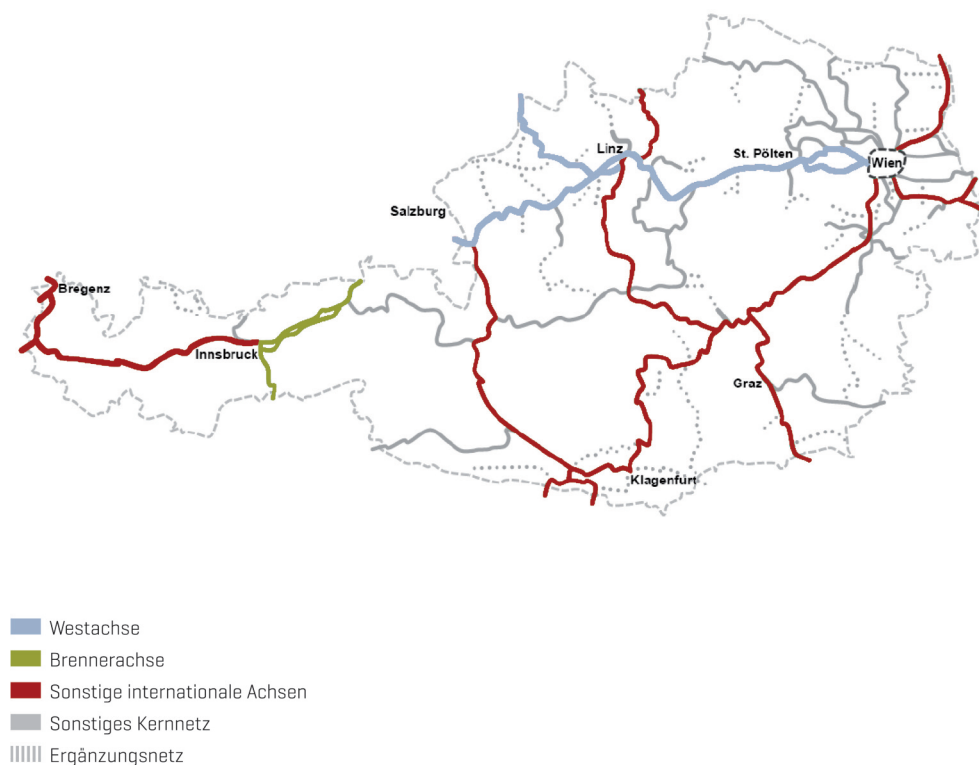 Linz
St. Pölten
Wien
Salzburg
Bregenz
Innsbruck
Graz
Klagenfurt
Westachse
Brennerachse
Sonstige internationale Achsen
Sonstiges Kernnetz
Ergänzungsnetz